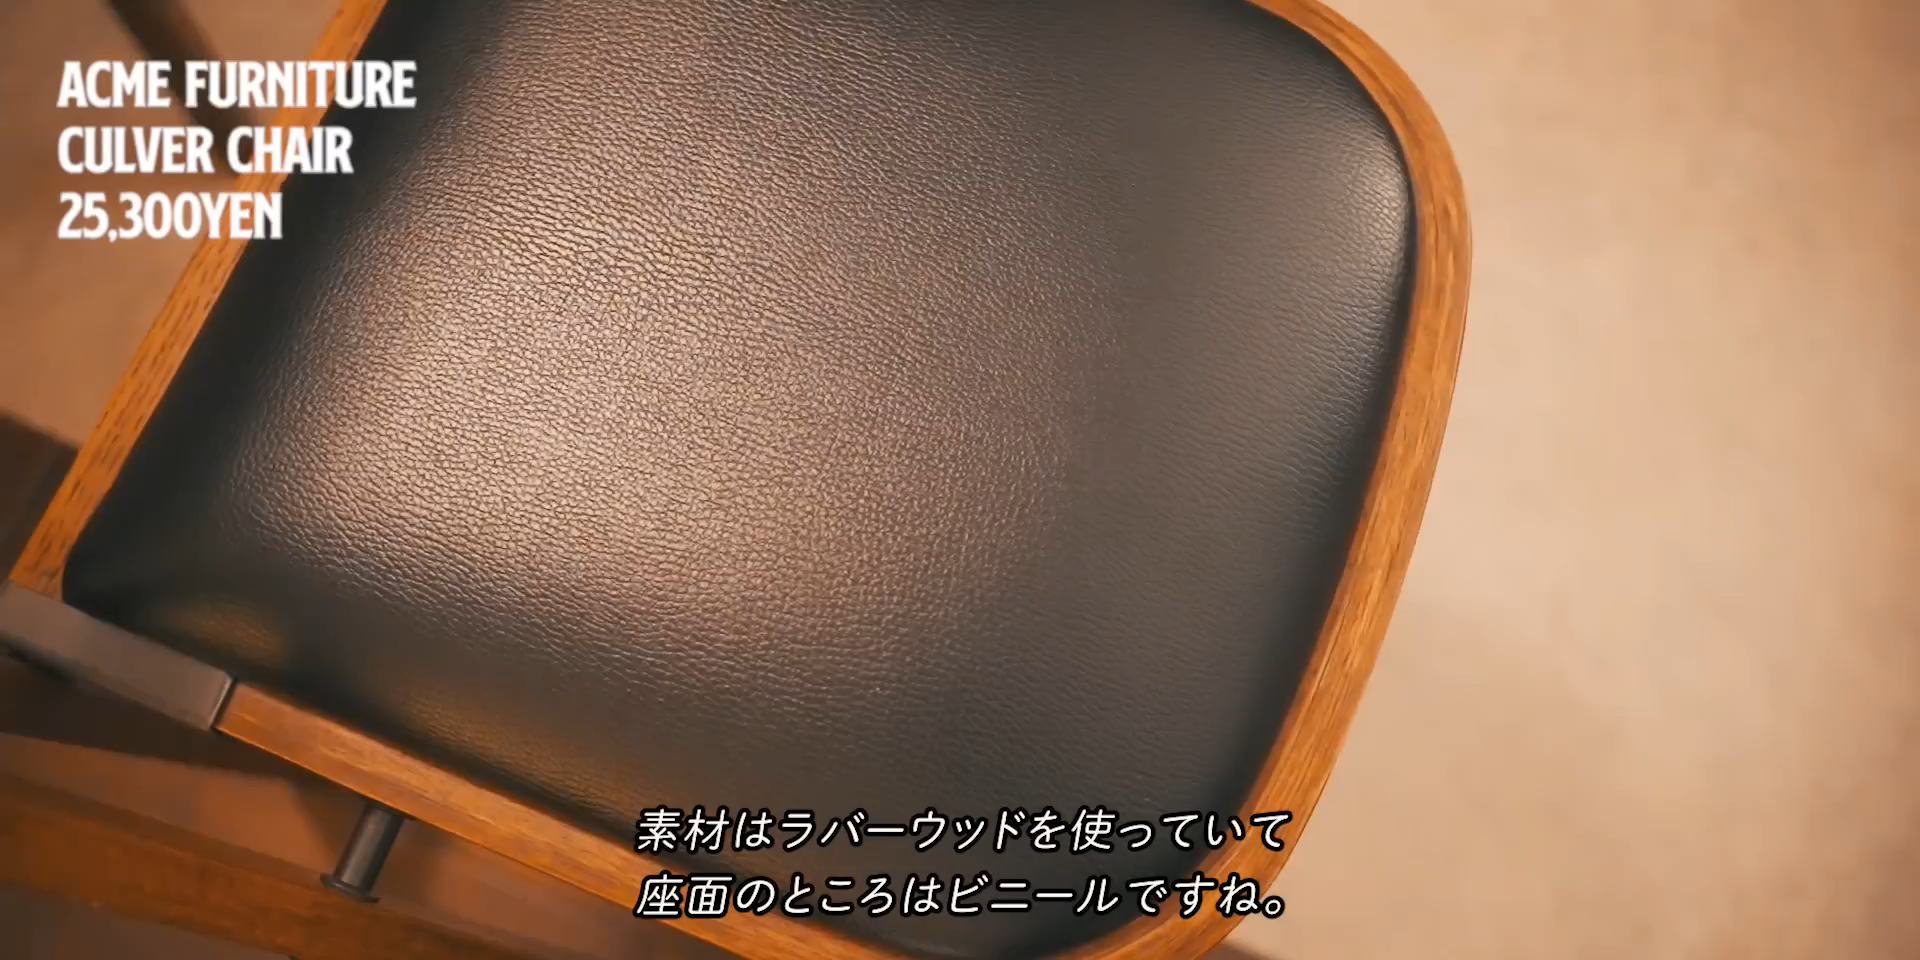 ACME FURNITURE
CULVER CHAIR
25,300YEN
素材はラバーウッドを使っていて
座面のところはビニールですね。